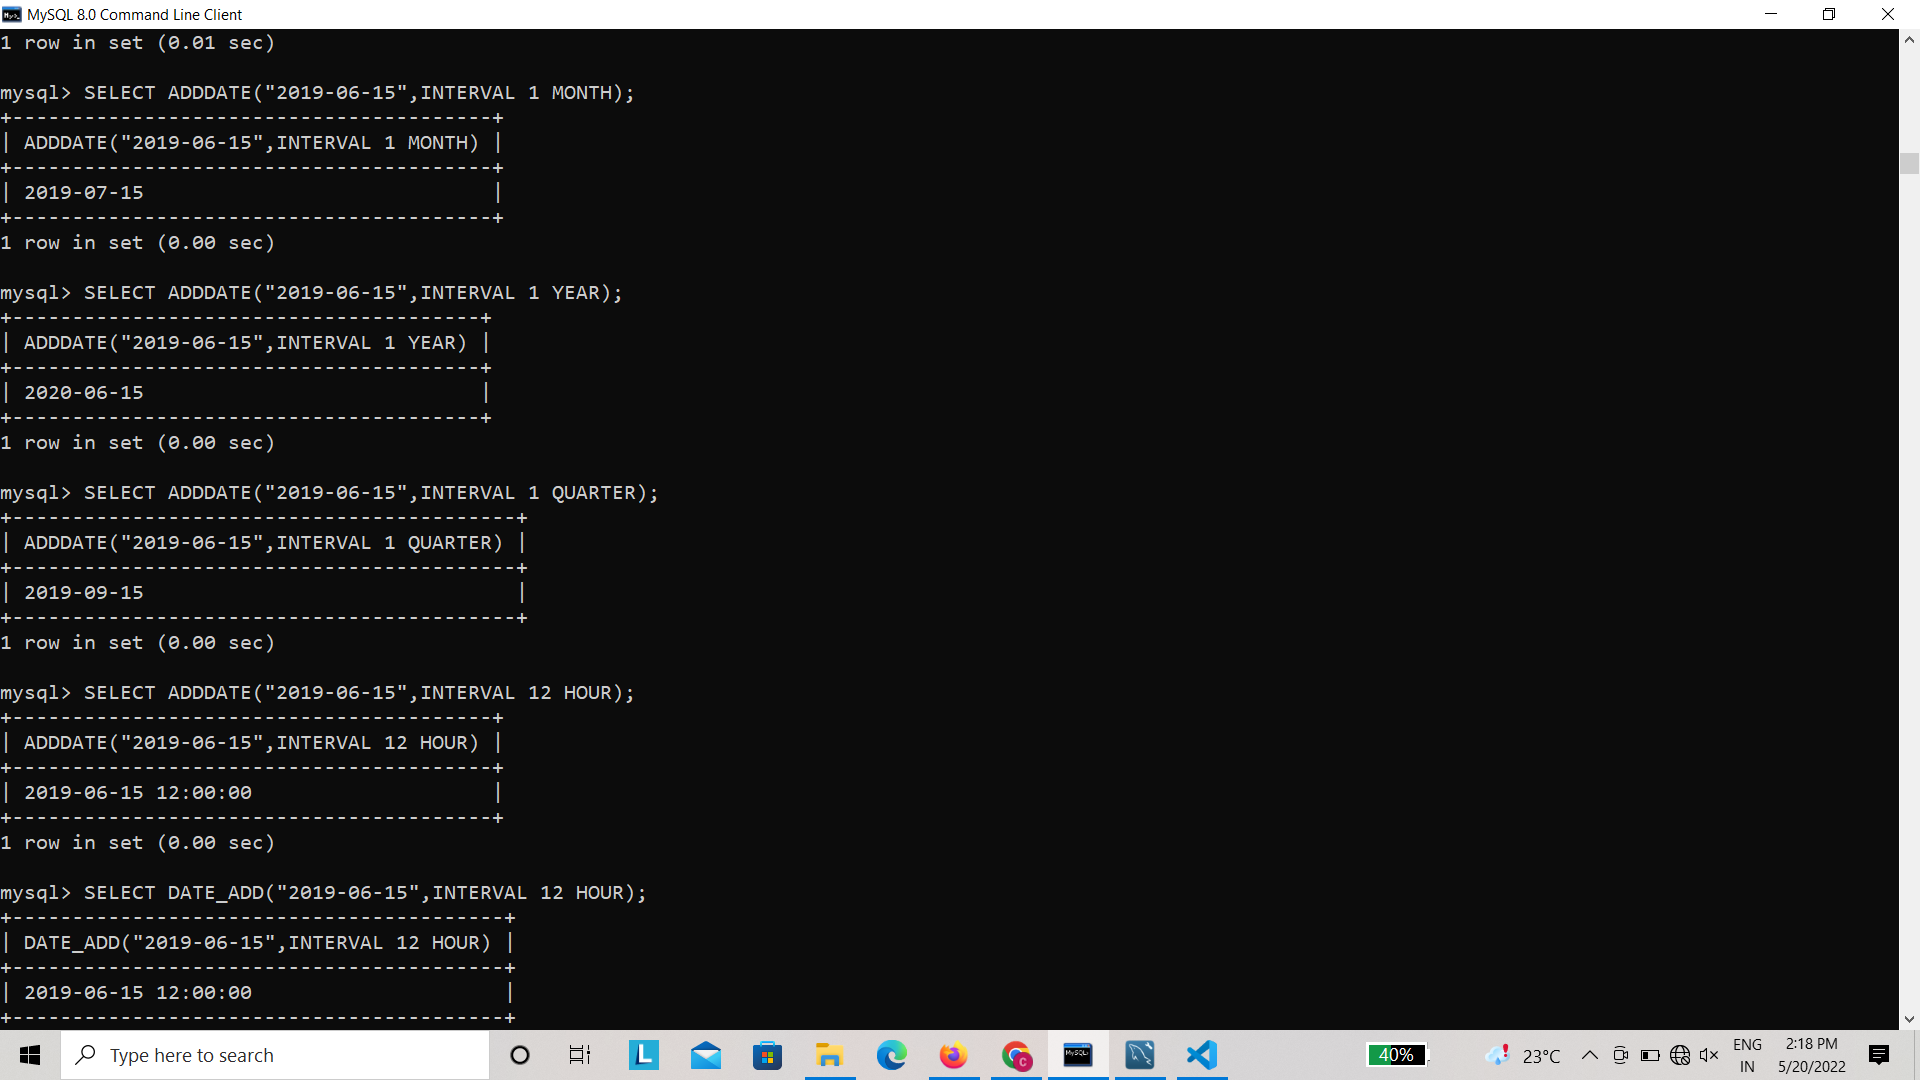 MySQL 8.0 Command Line Client
1 row in set (0.01 sec)
mysql> SELECT ADDDATE("2019-06-15",INTERVAL 1 MONTH);
+----------------------------------------+
| ADDDATE("2019-06-15",INTERVAL 1 MONTH) |
+----------------------------------------+
| 2019-07-15                             |
+----------------------------------------+
1 row in set (0.00 sec)
mysql> SELECT ADDDATE("2019-06-15",INTERVAL 1 YEAR);
+---------------------------------------+
| ADDDATE("2019-06-15",INTERVAL 1 YEAR) |
+---------------------------------------+
| 2020-06-15                            |
+---------------------------------------+
1 row in set (0.00 sec)
mysql> SELECT ADDDATE("2019-06-15",INTERVAL 1 QUARTER);
+------------------------------------------+
| ADDDATE("2019-06-15",INTERVAL 1 QUARTER) |
+------------------------------------------+
| 2019-09-15                               |
+------------------------------------------+
1 row in set (0.00 sec)
mysql> SELECT ADDDATE("2019-06-15",INTERVAL 12 HOUR);
+----------------------------------------+
| ADDDATE("2019-06-15",INTERVAL 12 HOUR) |
+----------------------------------------+
| 2019-06-15 12:00:00                    |
+----------------------------------------+
1 row in set (0.00 sec)
mysql> SELECT DATE_ADD("2019-06-15",INTERVAL 12 HOUR);
+-----------------------------------------+
| DATE_ADD("2019-06-15",INTERVAL 12 HOUR) |
+-----------------------------------------+
| 2019-06-15 12:00:00                     |
+-----------------------------------------+
Type here to search
L
C
MySQL
40%
23°C
ENG
IN
2:18 PM
5/20/2022